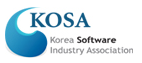 KOSA
Korea Software
Industry Association